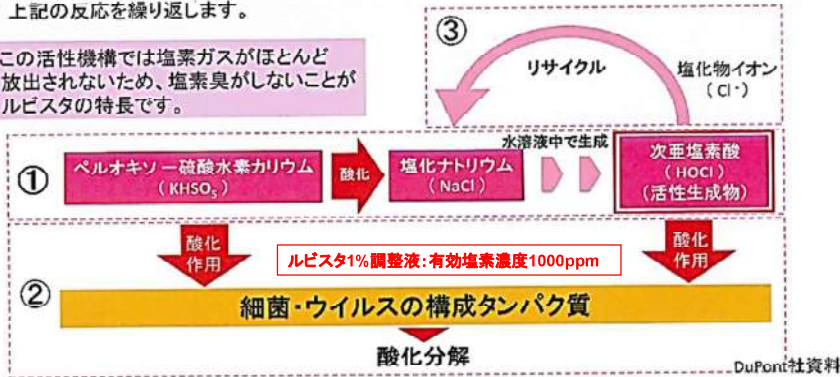 上記の反応を繰り返します。
この活性機構では塩素ガスがほとんど
放出されないため、塩素臭がしないことが
ルビスタの特長です。
③
リサイクル
塩化物イオン
(Cl-)
①
ペルオキソ一硫酸水素カリウム
(KHSO₅)
酸化
塩化ナトリウム
(NaCl)
水溶液中で生成
次亜塩素酸
(HOCl)
(活性生成物)
酸化
作用
ルビスタ1%調整液:有効塩素濃度1000ppm
酸化
作用
②
細菌・ウイルスの構成タンパク質
酸化分解
DuPont社資料